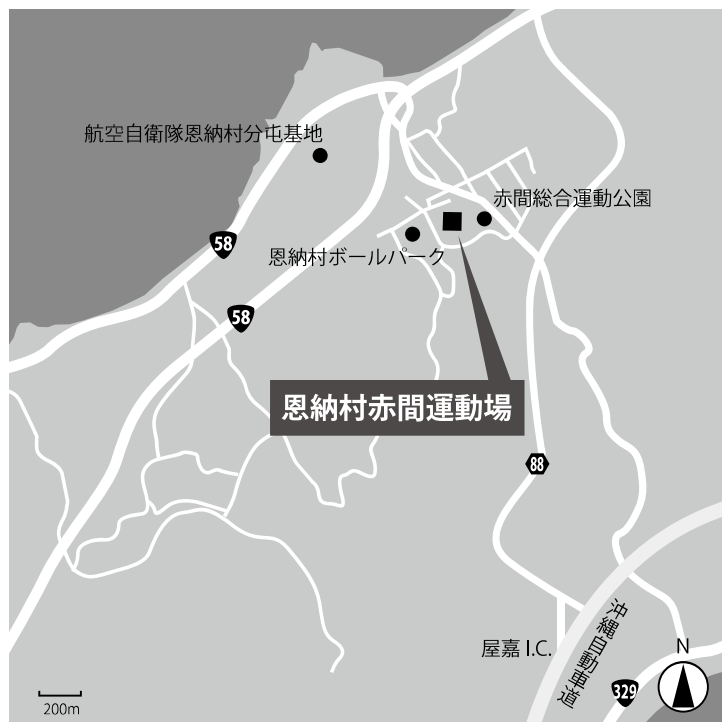 航空自衛隊恩納村分屯基地
赤間総合運動公園
58
恩納村ボールパーク
58
恩納村赤間運動場
88
沖縄自動車道
屋嘉 I.C.
N
329
200m